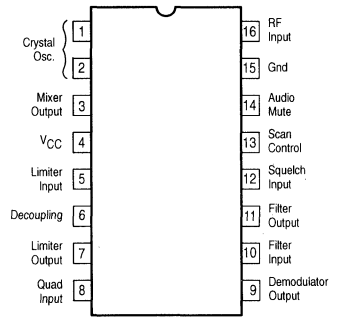 Crystal
Osc.
1
2
Mixer
Output
3
VCC
4
Limiter
Input
5
Decoupling
6
Limiter
Output
7
Quad
Input
8
16
RF
Input
15
Gnd
14
Audio
Mute
13
Scan
Control
12
Squelch
Input
11
Filter
Output
10
Filter
Input
9
Demodulator
Output